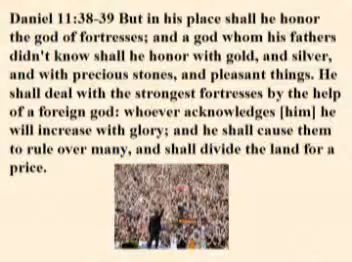 Daniel 11:38-39 But in his place shall he honor
the god of fortresses; and a god whom his fathers
didn't know shall he honor with gold, and silver,
and with precious stones, and pleasant things. He
shall deal with the strongest fortresses by the help
of a foreign god: whoever acknowledges [him] he
will increase with glory; and he shall cause them
to rule over many, and shall divide the land for a
price.